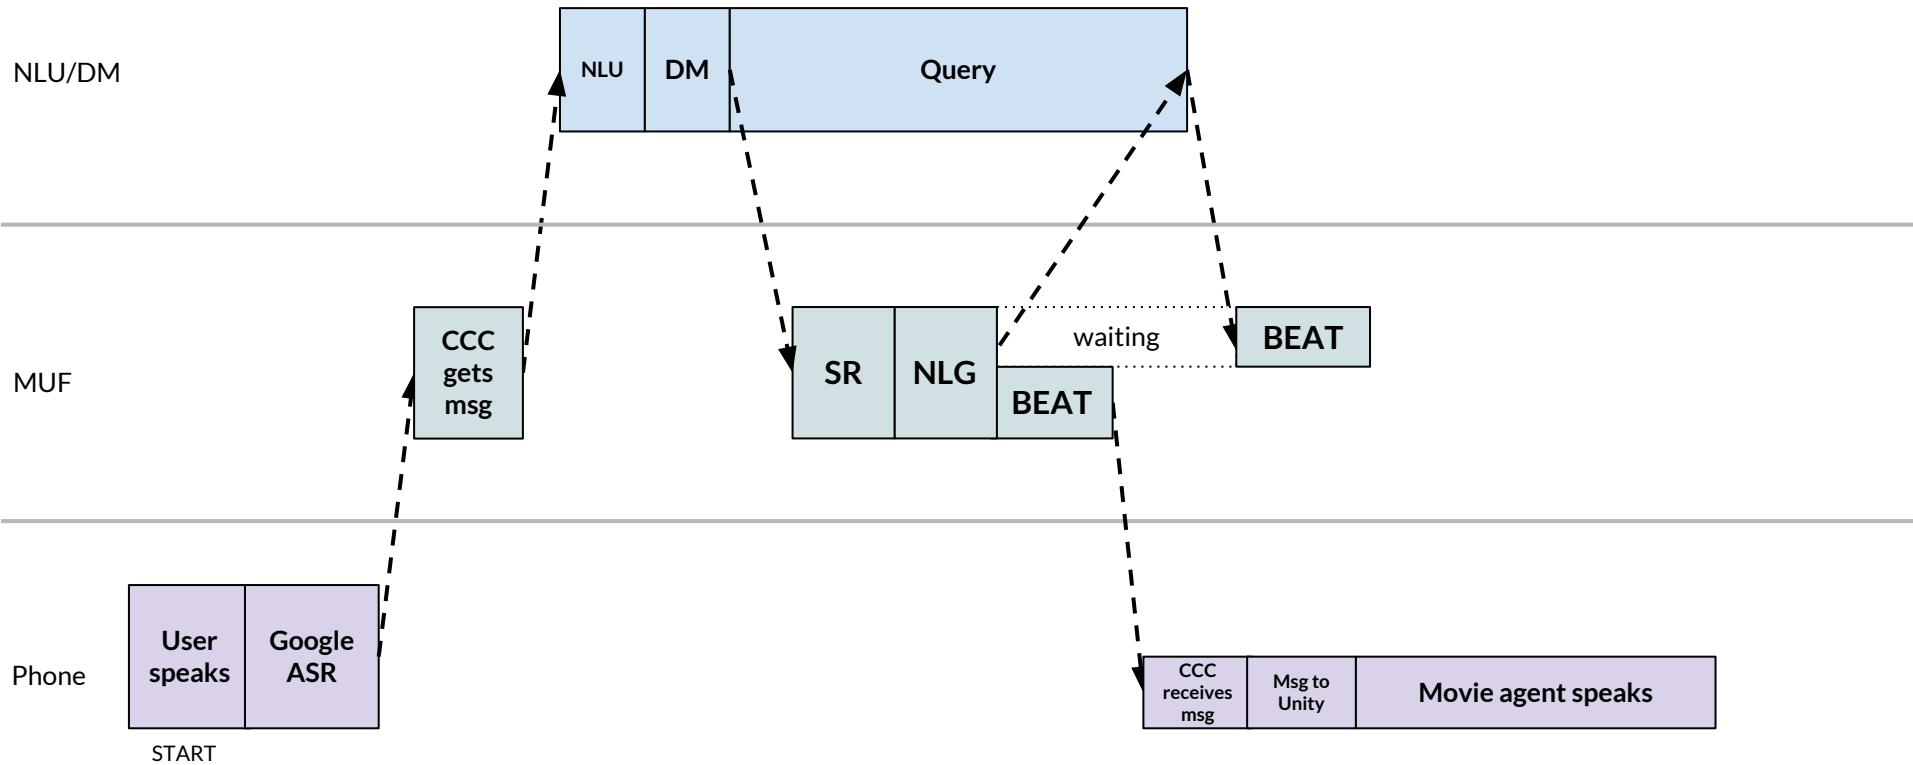 NLU/DM
NLU
DM
Query
MUF
CCC
gets
msg
SR
NLG
waiting
BEAT
BEAT
Phone
User
speaks
Google
ASR
CCC
receives
msg
Msg to
Unity
Movie agent speaks
START